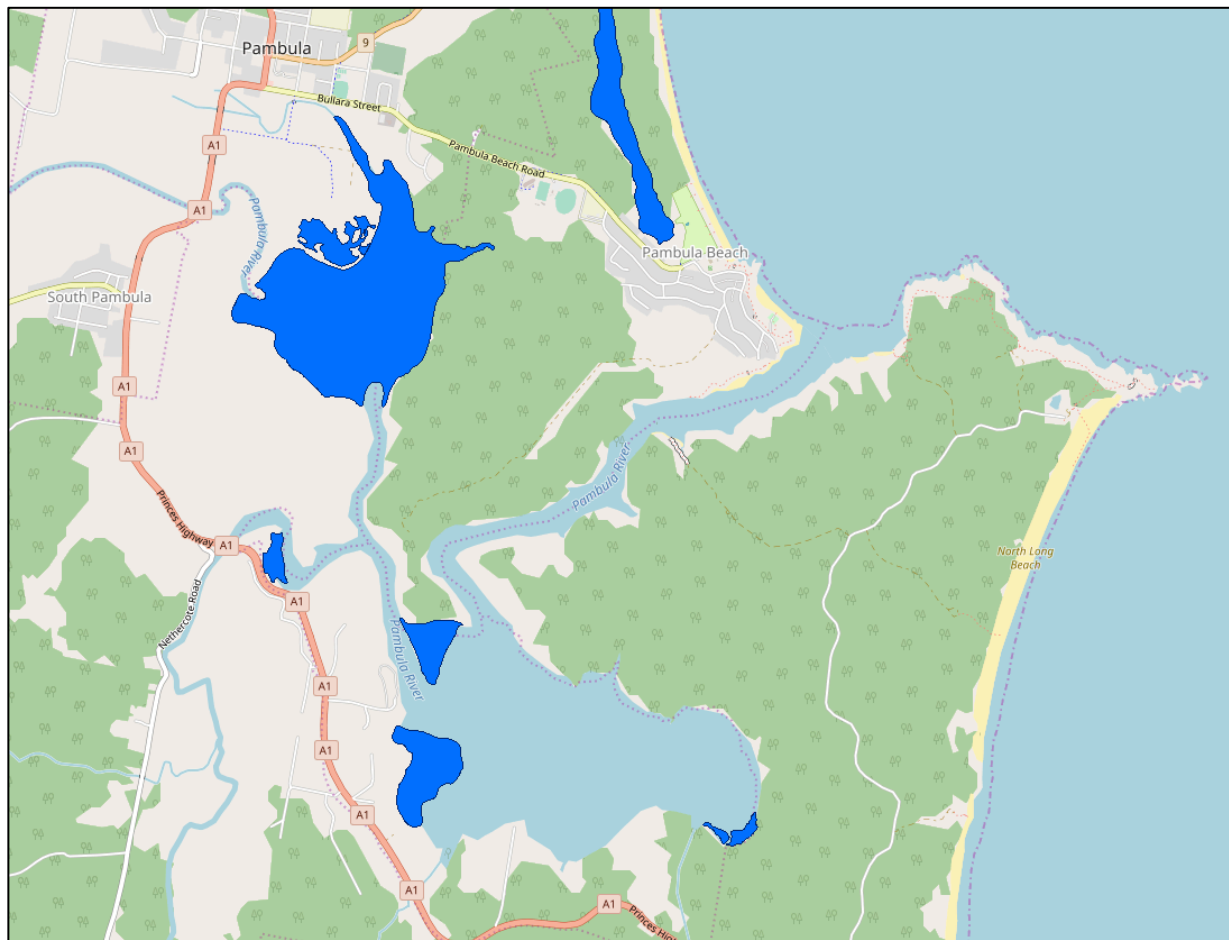 Pambula
9
Bullara Street
A1
Pambula Beach Road
A1
Pambula River
Pambula Beach
South Pambula
A1
A1
Pambula River
Princes Highway
A1
North Long
Beach
Nethercote Road
A1
Pambula River
A1
A1
A1
A1
A1
Princes Hig